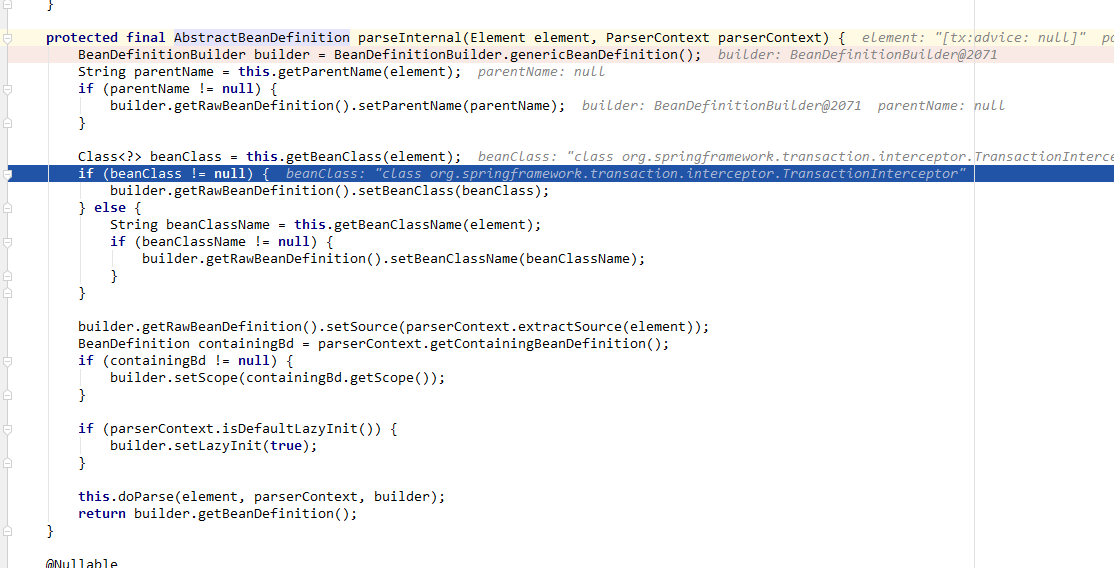 }
protected final AbstractBeanDefinition parseInternal(Element element, ParserContext parserContext) { element: "[tx:advice: null]"
BeanDefinitionBuilder builder = BeanDefinitionBuilder.genericBeanDefinition(); builder: BeanDefinitionBuilder@2071
String parentName = this.getParentName(element); parentName: null
if (parentName != null) {
builder.getRawBeanDefinition().setParentName(parentName); builder: BeanDefinitionBuilder@2071 parentName: null
}
Class<?> beanClass = this.getBeanClass(element); beanClass: "class org.springframework.transaction.interceptor.TransactionInterce
if (beanClass != null) { beanClass: "class org.springframework.transaction.interceptor.TransactionInterceptor"
builder.getRawBeanDefinition().setBeanClass(beanClass);
} else {
String beanClassName = this.getBeanClassName(element);
if (beanClassName != null) {
builder.getRawBeanDefinition().setBeanClassName(beanClassName);
}
}
builder.getRawBeanDefinition().setSource(parserContext.extractSource(element));
BeanDefinition containingBd = parserContext.getContainingBeanDefinition();
if (containingBd != null) {
builder.setScope(containingBd.getScope());
}
if (parserContext.isDefaultLazyInit()) {
builder.setLazyInit(true);
}
this.doParse(element, parserContext, builder);
return builder.getBeanDefinition();
}
@Nullable